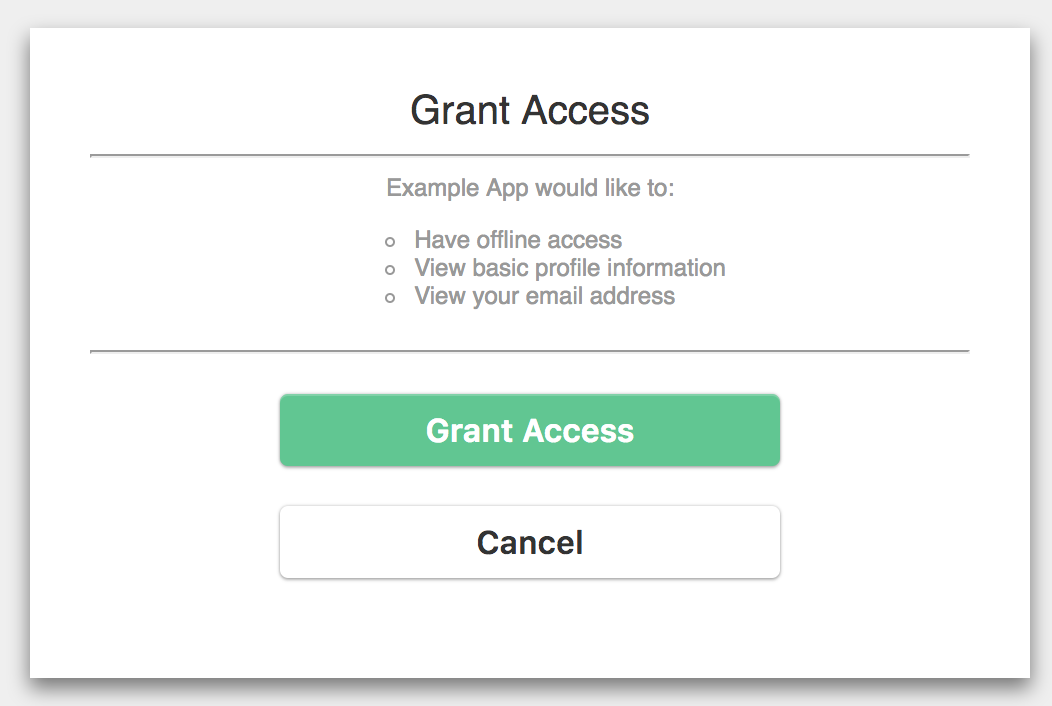 Grant Access
Example App would like to:
Have offline access
View basic profile information
View your email address
Grant Access
Cancel